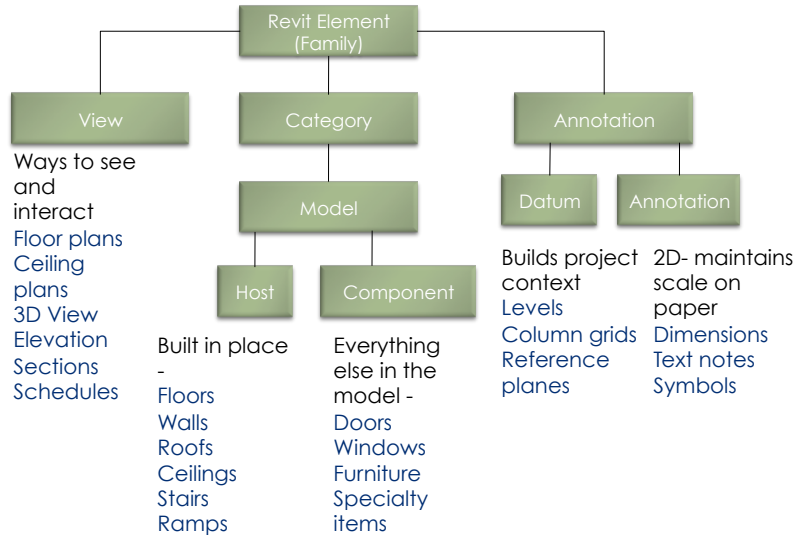 Revit Element
(Family)
View
Category
Annotation
Ways to see
and
interact
Floor plans
Ceiling
plans
3D View
Elevation
Sections
Schedules
Model
Host
Component
Built in place
-
Floors
Walls
Roofs
Ceilings
Stairs
Ramps
Everything
else in the
model -
Doors
Windows
Furniture
Specialty
items
Datum
Annotation
Builds project
context
Levels
Column grids
Reference
planes
2D- maintains
scale on
paper
Dimensions
Text notes
Symbols